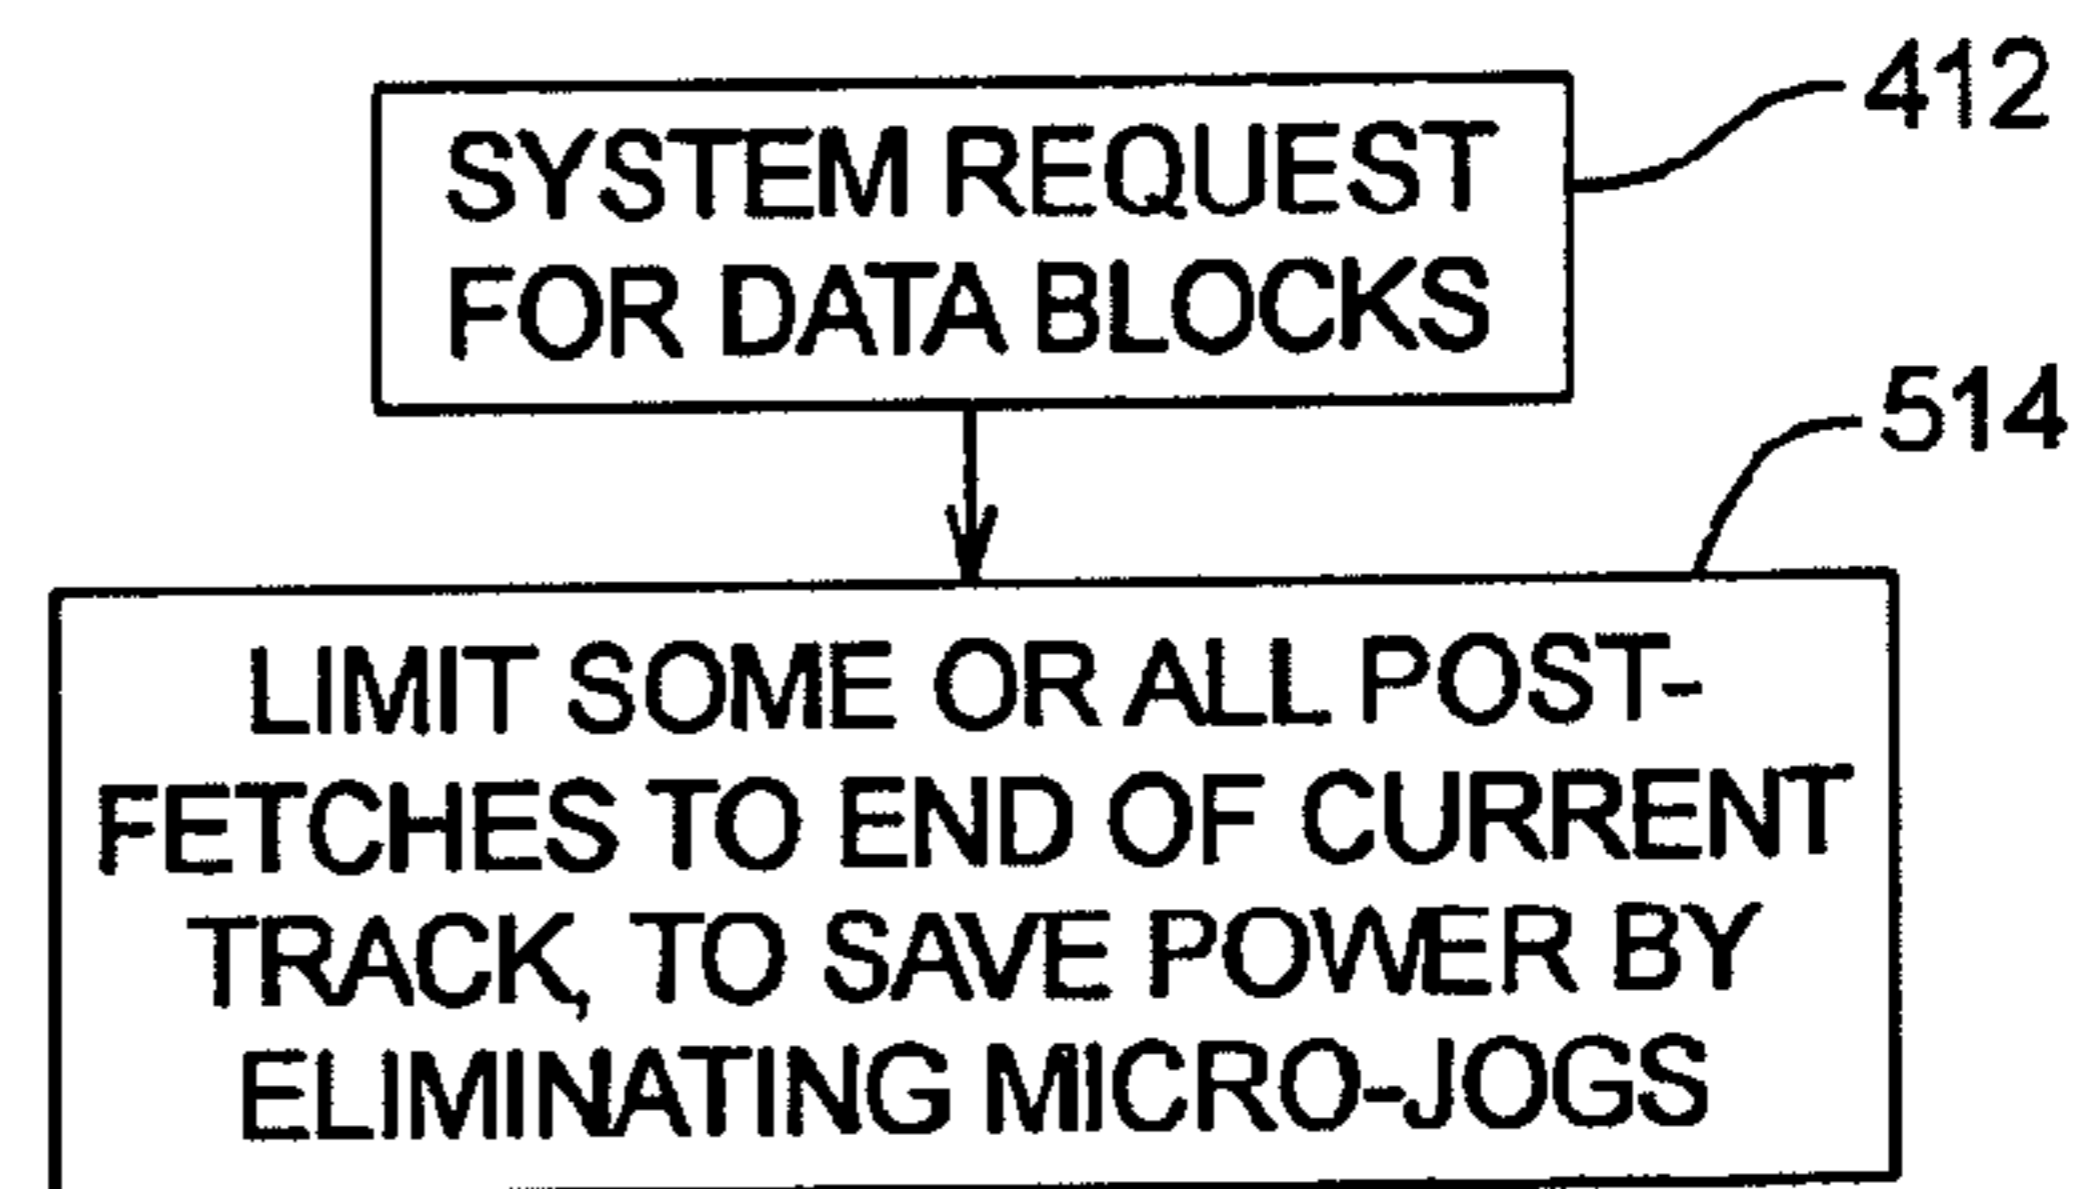 412
SYSTEM REQUEST
FOR DATA BLOCKS
514
LIMIT SOME OR ALL POST-
FETCHES TO END OF CURRENT
TRACK, TO SAVE POWER BY
ELIMINATING MICRO-JOGS